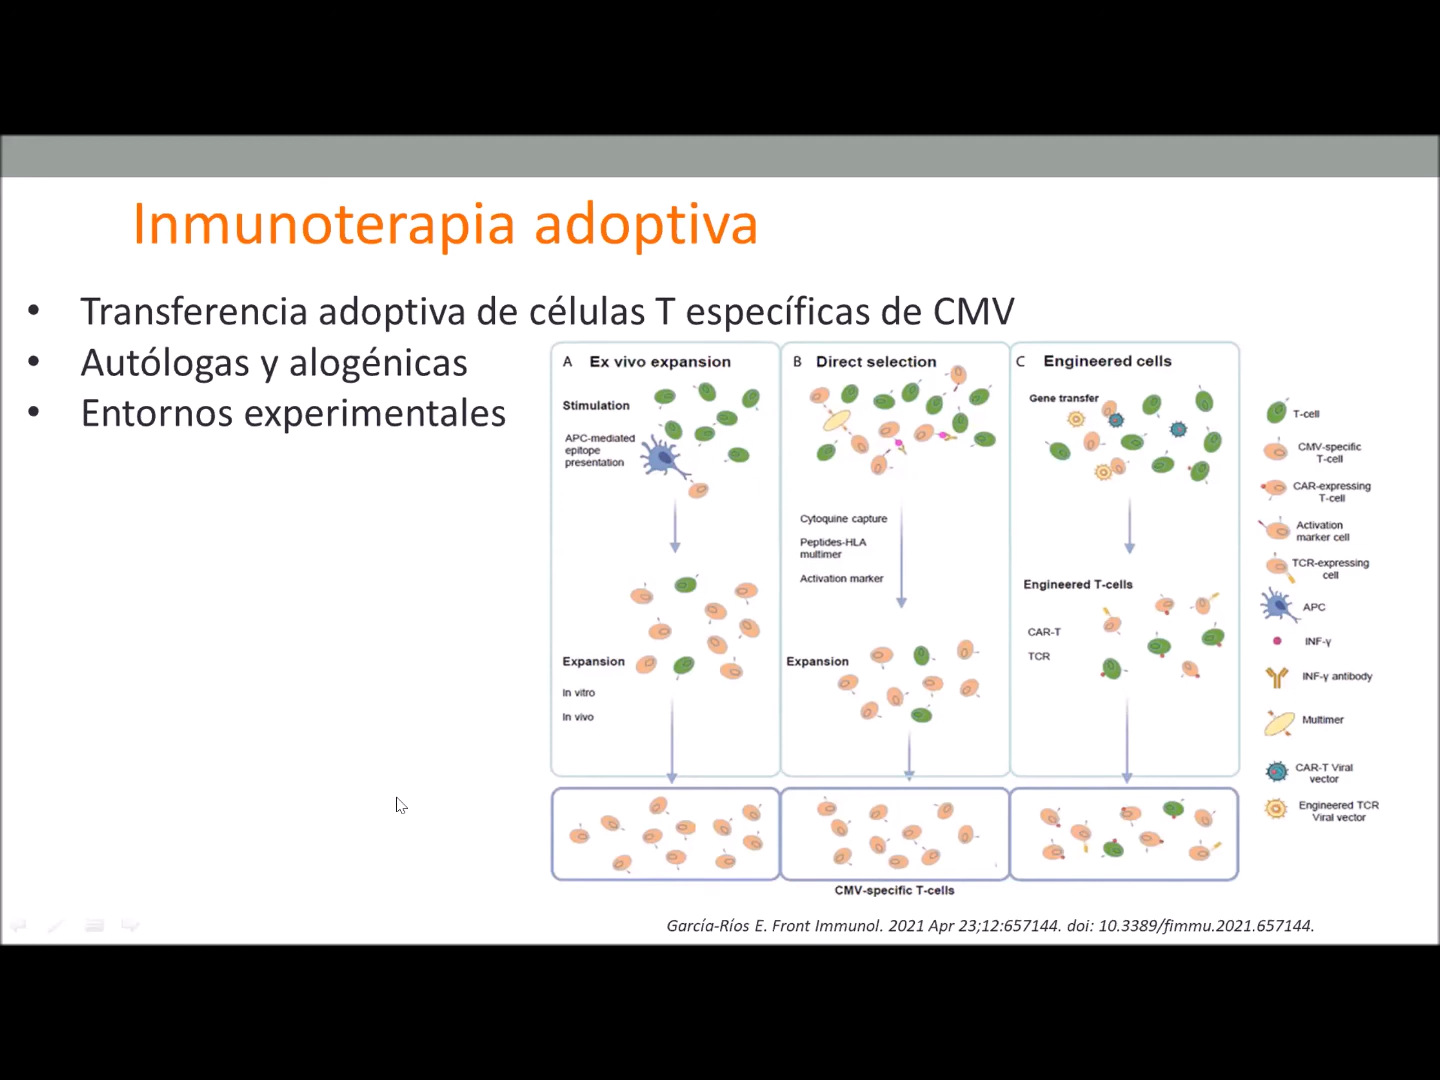 Inmunoterapia adoptiva
• Transferencia adoptiva de células T específicas de CMV
• Autólogas y alogénicas
• Entornos experimentales
A Ex vivo expansion
Stimulation
APC-mediated
epitope
presentation
Expansion
In vitro
In vivo
B Direct selection
Cytoquine capture
Peptides-HLA
multimer
Activation marker
Expansion
C Engineered cells
Gene transfer
Engineered T-cells
CAR-T
TCR
CMV-specific T-cells
T-cell
CMV-specific
T-cell
CAR-expressing
T-cell
Activation
marker cell
TCR-expressing
cell
APC
INF-γ
INF-γ antibody
Multimer
CAR-T Viral
vector
Engineered TCR
Viral vector
García-Ríos E. Front Immunol. 2021 Apr 23;12:657144. doi: 10.3389/fimmu.2021.657144.